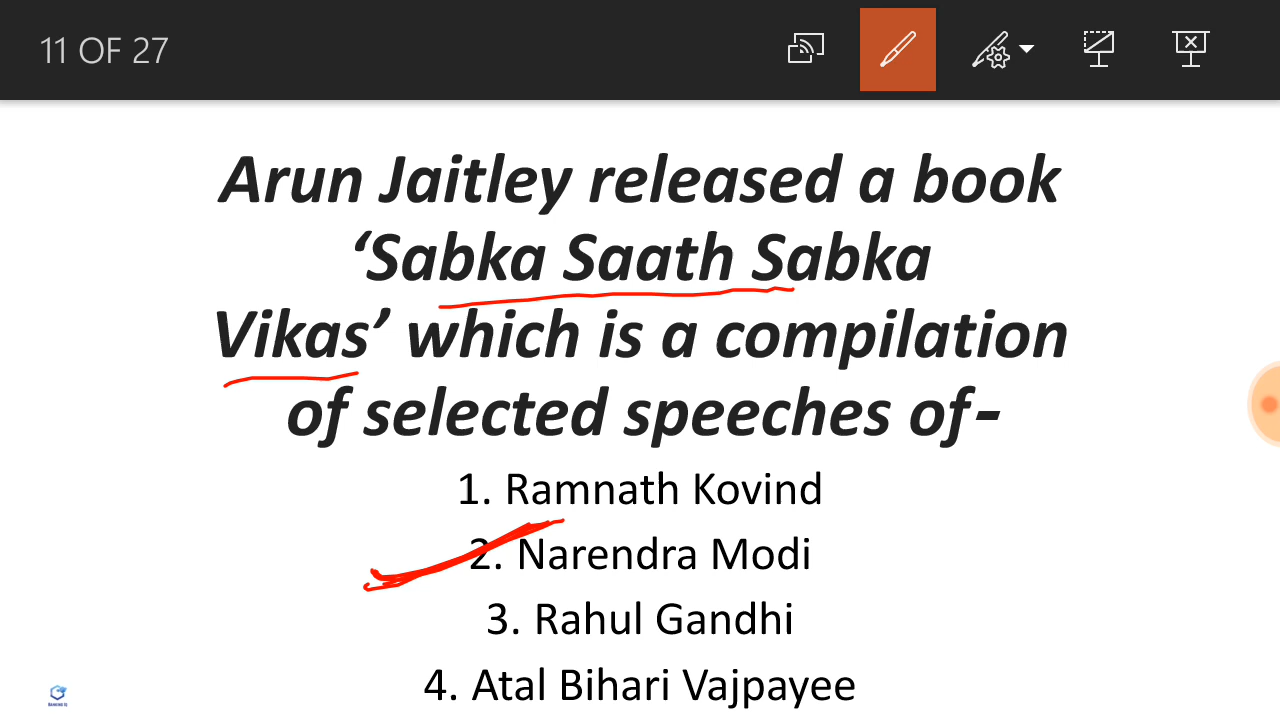 11 OF 27
Arun Jaitley released a book
‘Sabka Saath Sabka
Vikas’ which is a compilation
of selected speeches of-
1. Ramnath Kovind
2. Narendra Modi
3. Rahul Gandhi
4. Atal Bihari Vajpayee